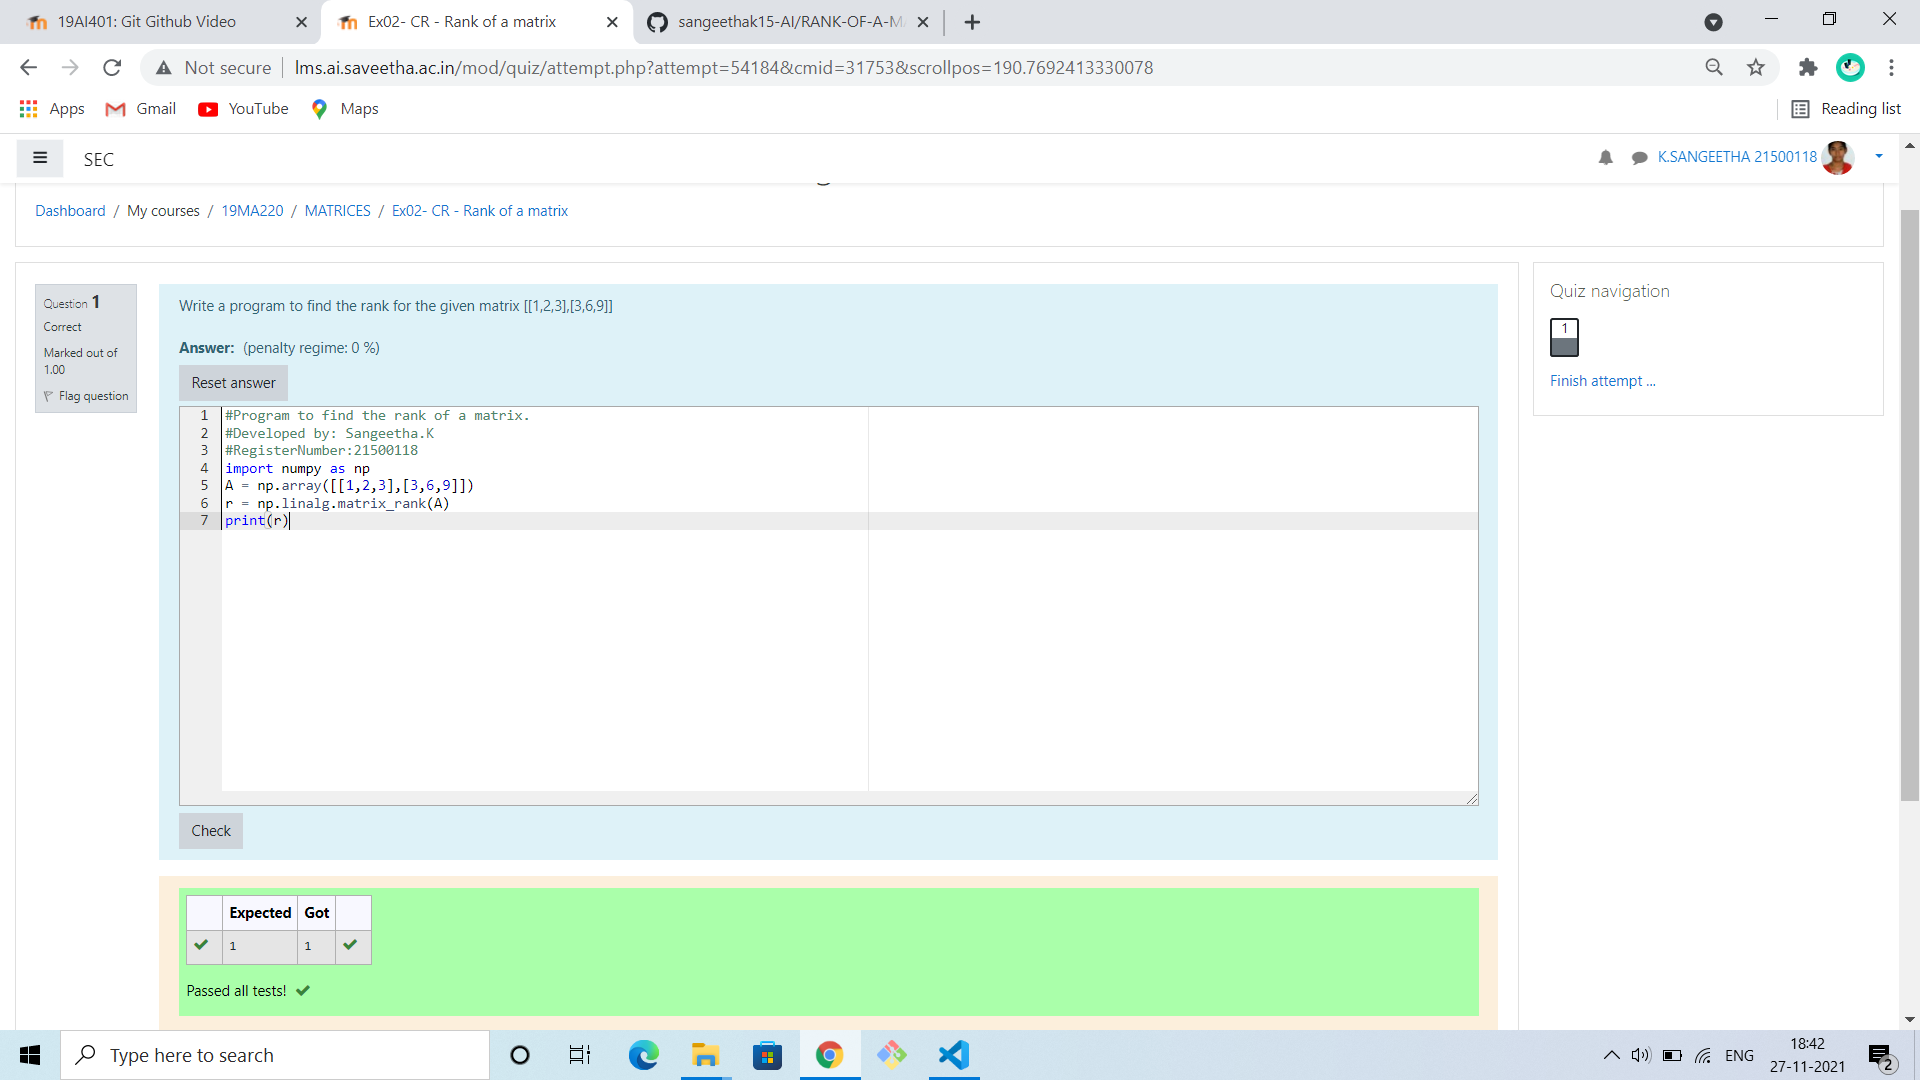 19AI401: Git Github Video
Ex02- CR - Rank of a matrix
sangeethak15-AI/RANK-OF-A-MA
Not secure
lms.ai.saveetha.ac.in/mod/quiz/attempt.php?attempt=54184&cmid=31753&scrollpos=190.7692413330078
Apps
Gmail
YouTube
Maps
Reading list
SEC
K.SANGEETHA 21500118
Dashboard / My courses / 19MA220 / MATRICES / Ex02- CR - Rank of a matrix
Question 1
Correct
Marked out of
1.00
Flag question
Write a program to find the rank for the given matrix [[1,2,3],[3,6,9]]
Answer: (penalty regime: 0 %)
Reset answer
1 #Program to find the rank of a matrix.
2 #Developed by: Sangeetha.K
3 #RegisterNumber:21500118
4 import numpy as np
5 A = np.array([[1,2,3],[3,6,9]])
6 r = np.linalg.matrix_rank(A)
7 print(r)
Check
Expected Got
1 1
Passed all tests!
Quiz navigation
1
Finish attempt ...
Type here to search
ENG
18:42
27-11-2021
2